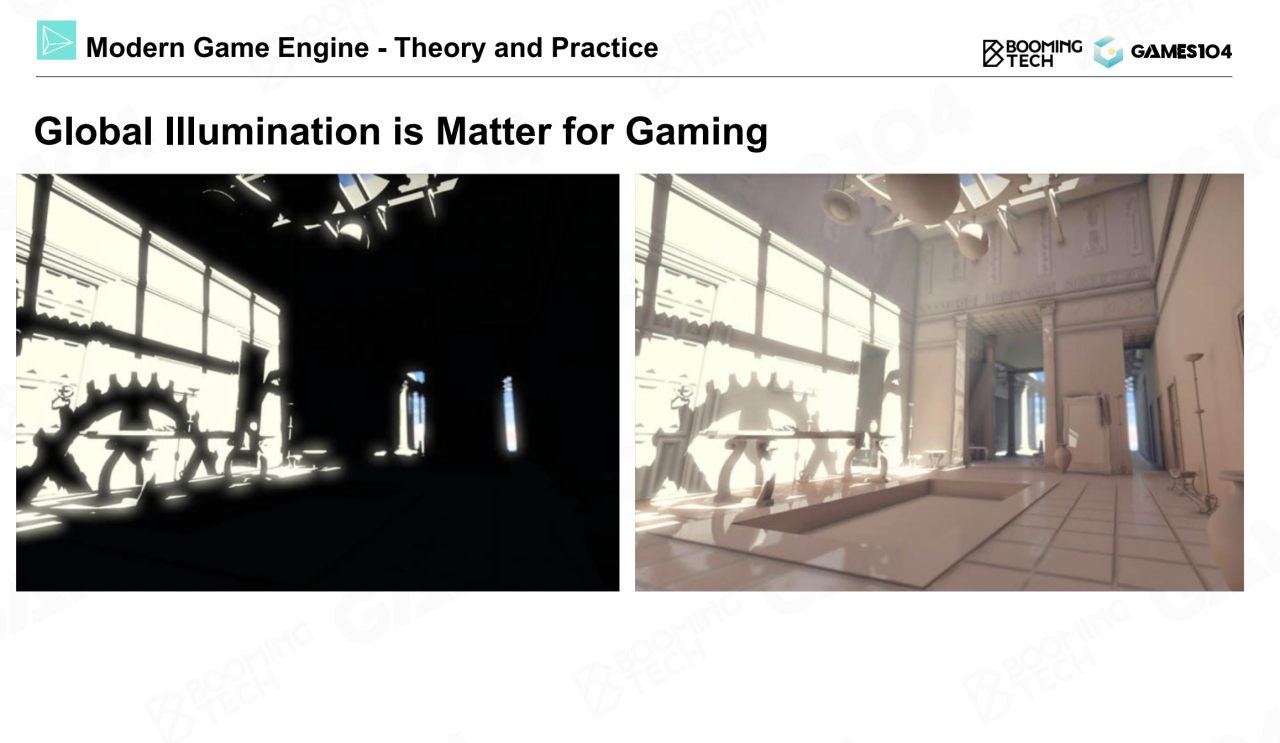 Modern Game Engine - Theory and Practice
BOOMING
TECH
GAMES104
Global Illumination is Matter for Gaming